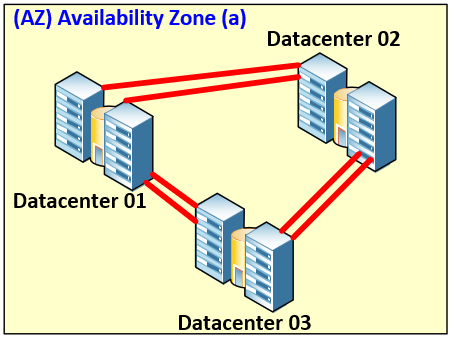 (AZ) Availability Zone (a)
Datacenter 02
Datacenter 01
Datacenter 03